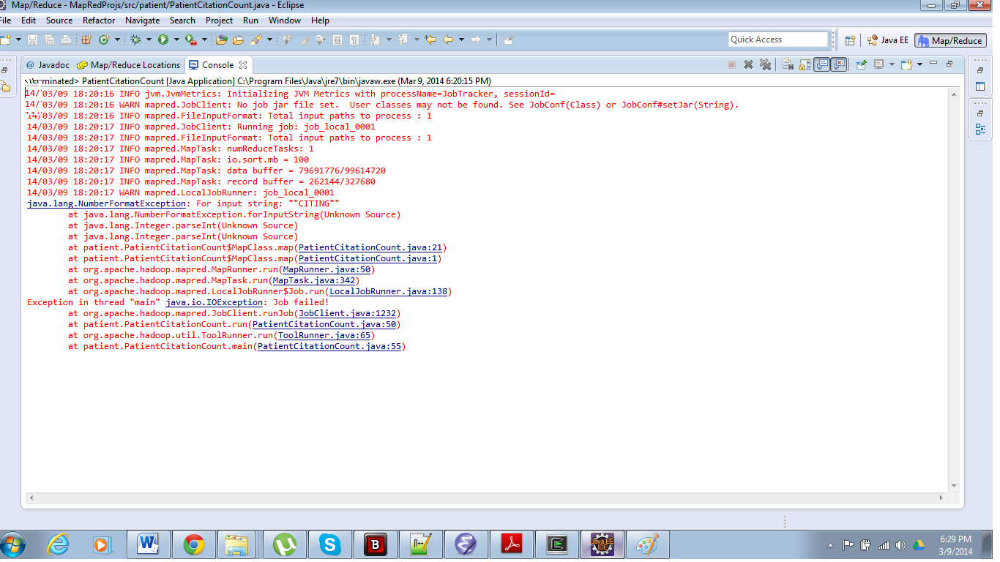 Map/Reduce - MapRedProjs/src/patient/PatientCitationCount.java - Eclipse
File Edit Source Refactor Navigate Search Project Run Window Help
Quick Access
Java EE
Map/Reduce
@ Javadoc
Map/Reduce Locations
Console
<terminated> PatientCitationCount [Java Application] C:\Program Files\Java\jre7\bin\javaw.exe (Mar 9, 2014 6:20:15 PM)
14/03/09 18:20:16 INFO jvm.JvmMetrics: Initializing JVM Metrics with processName=JobTracker, sessionId=
14/03/09 18:20:16 WARN mapred.JobClient: No job jar file set.  User classes may not be found. See JobConf(Class) or JobConf#setJar(String).
14/03/09 18:20:16 INFO mapred.FileInputFormat: Total input paths to process : 1
14/03/09 18:20:17 INFO mapred.JobClient: Running job: job_local_0001
14/03/09 18:20:17 INFO mapred.FileInputFormat: Total input paths to process : 1
14/03/09 18:20:17 INFO mapred.MapTask: numReduceTasks: 1
14/03/09 18:20:17 INFO mapred.MapTask: io.sort.mb = 100
14/03/09 18:20:17 INFO mapred.MapTask: data buffer = 79691776/99614720
14/03/09 18:20:17 INFO mapred.MapTask: record buffer = 262144/327680
14/03/09 18:20:17 WARN mapred.LocalJobRunner: job_local_0001
java.lang.NumberFormatException: For input string: ""CITING""
at java.lang.NumberFormatException.forInputString(Unknown Source)
at java.lang.Integer.parseInt(Unknown Source)
at java.lang.Integer.parseInt(Unknown Source)
at patient.PatientCitationCount$MapClass.map(PatientCitationCount.java:21)
at patient.PatientCitationCount$MapClass.map(PatientCitationCount.java:1)
at org.apache.hadoop.mapred.MapRunner.run(MapRunner.java:50)
at org.apache.hadoop.mapred.MapTask.run(MapTask.java:342)
at org.apache.hadoop.mapred.LocalJobRunner$Job.run(LocalJobRunner.java:138)
Exception in thread "main" java.io.IOException: Job failed!
at org.apache.hadoop.mapred.JobClient.runJob(JobClient.java:1232)
at patient.PatientCitationCount.run(PatientCitationCount.java:50)
at org.apache.hadoop.util.ToolRunner.run(ToolRunner.java:65)
at patient.PatientCitationCount.main(PatientCitationCount.java:55)
Java EE
IDE
6:29 PM
3/9/2014